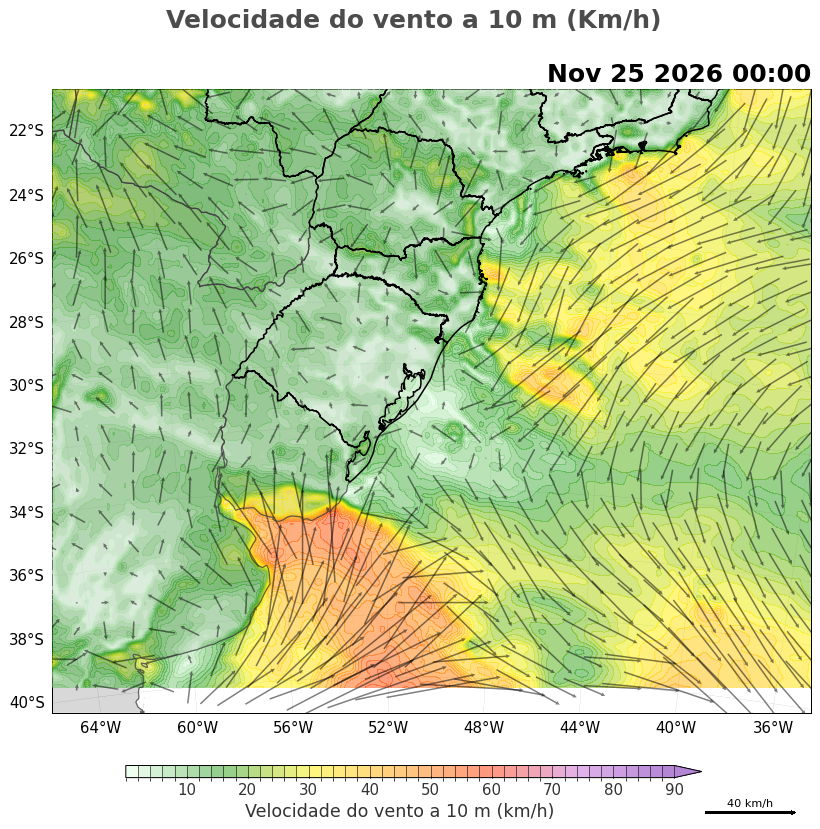 Velocidade do vento a 10 m (Km/h)
Nov 25 2026 00:00
22°S
24°S
26°S
28°S
30°S
32°S
34°S
36°S
38°S
40°S
64°W 60°W 56°W 52°W 48°W 44°W 40°W 36°W
10 20 30 40 50 60 70 80 90
Velocidade do vento a 10 m (km/h)
40 km/h